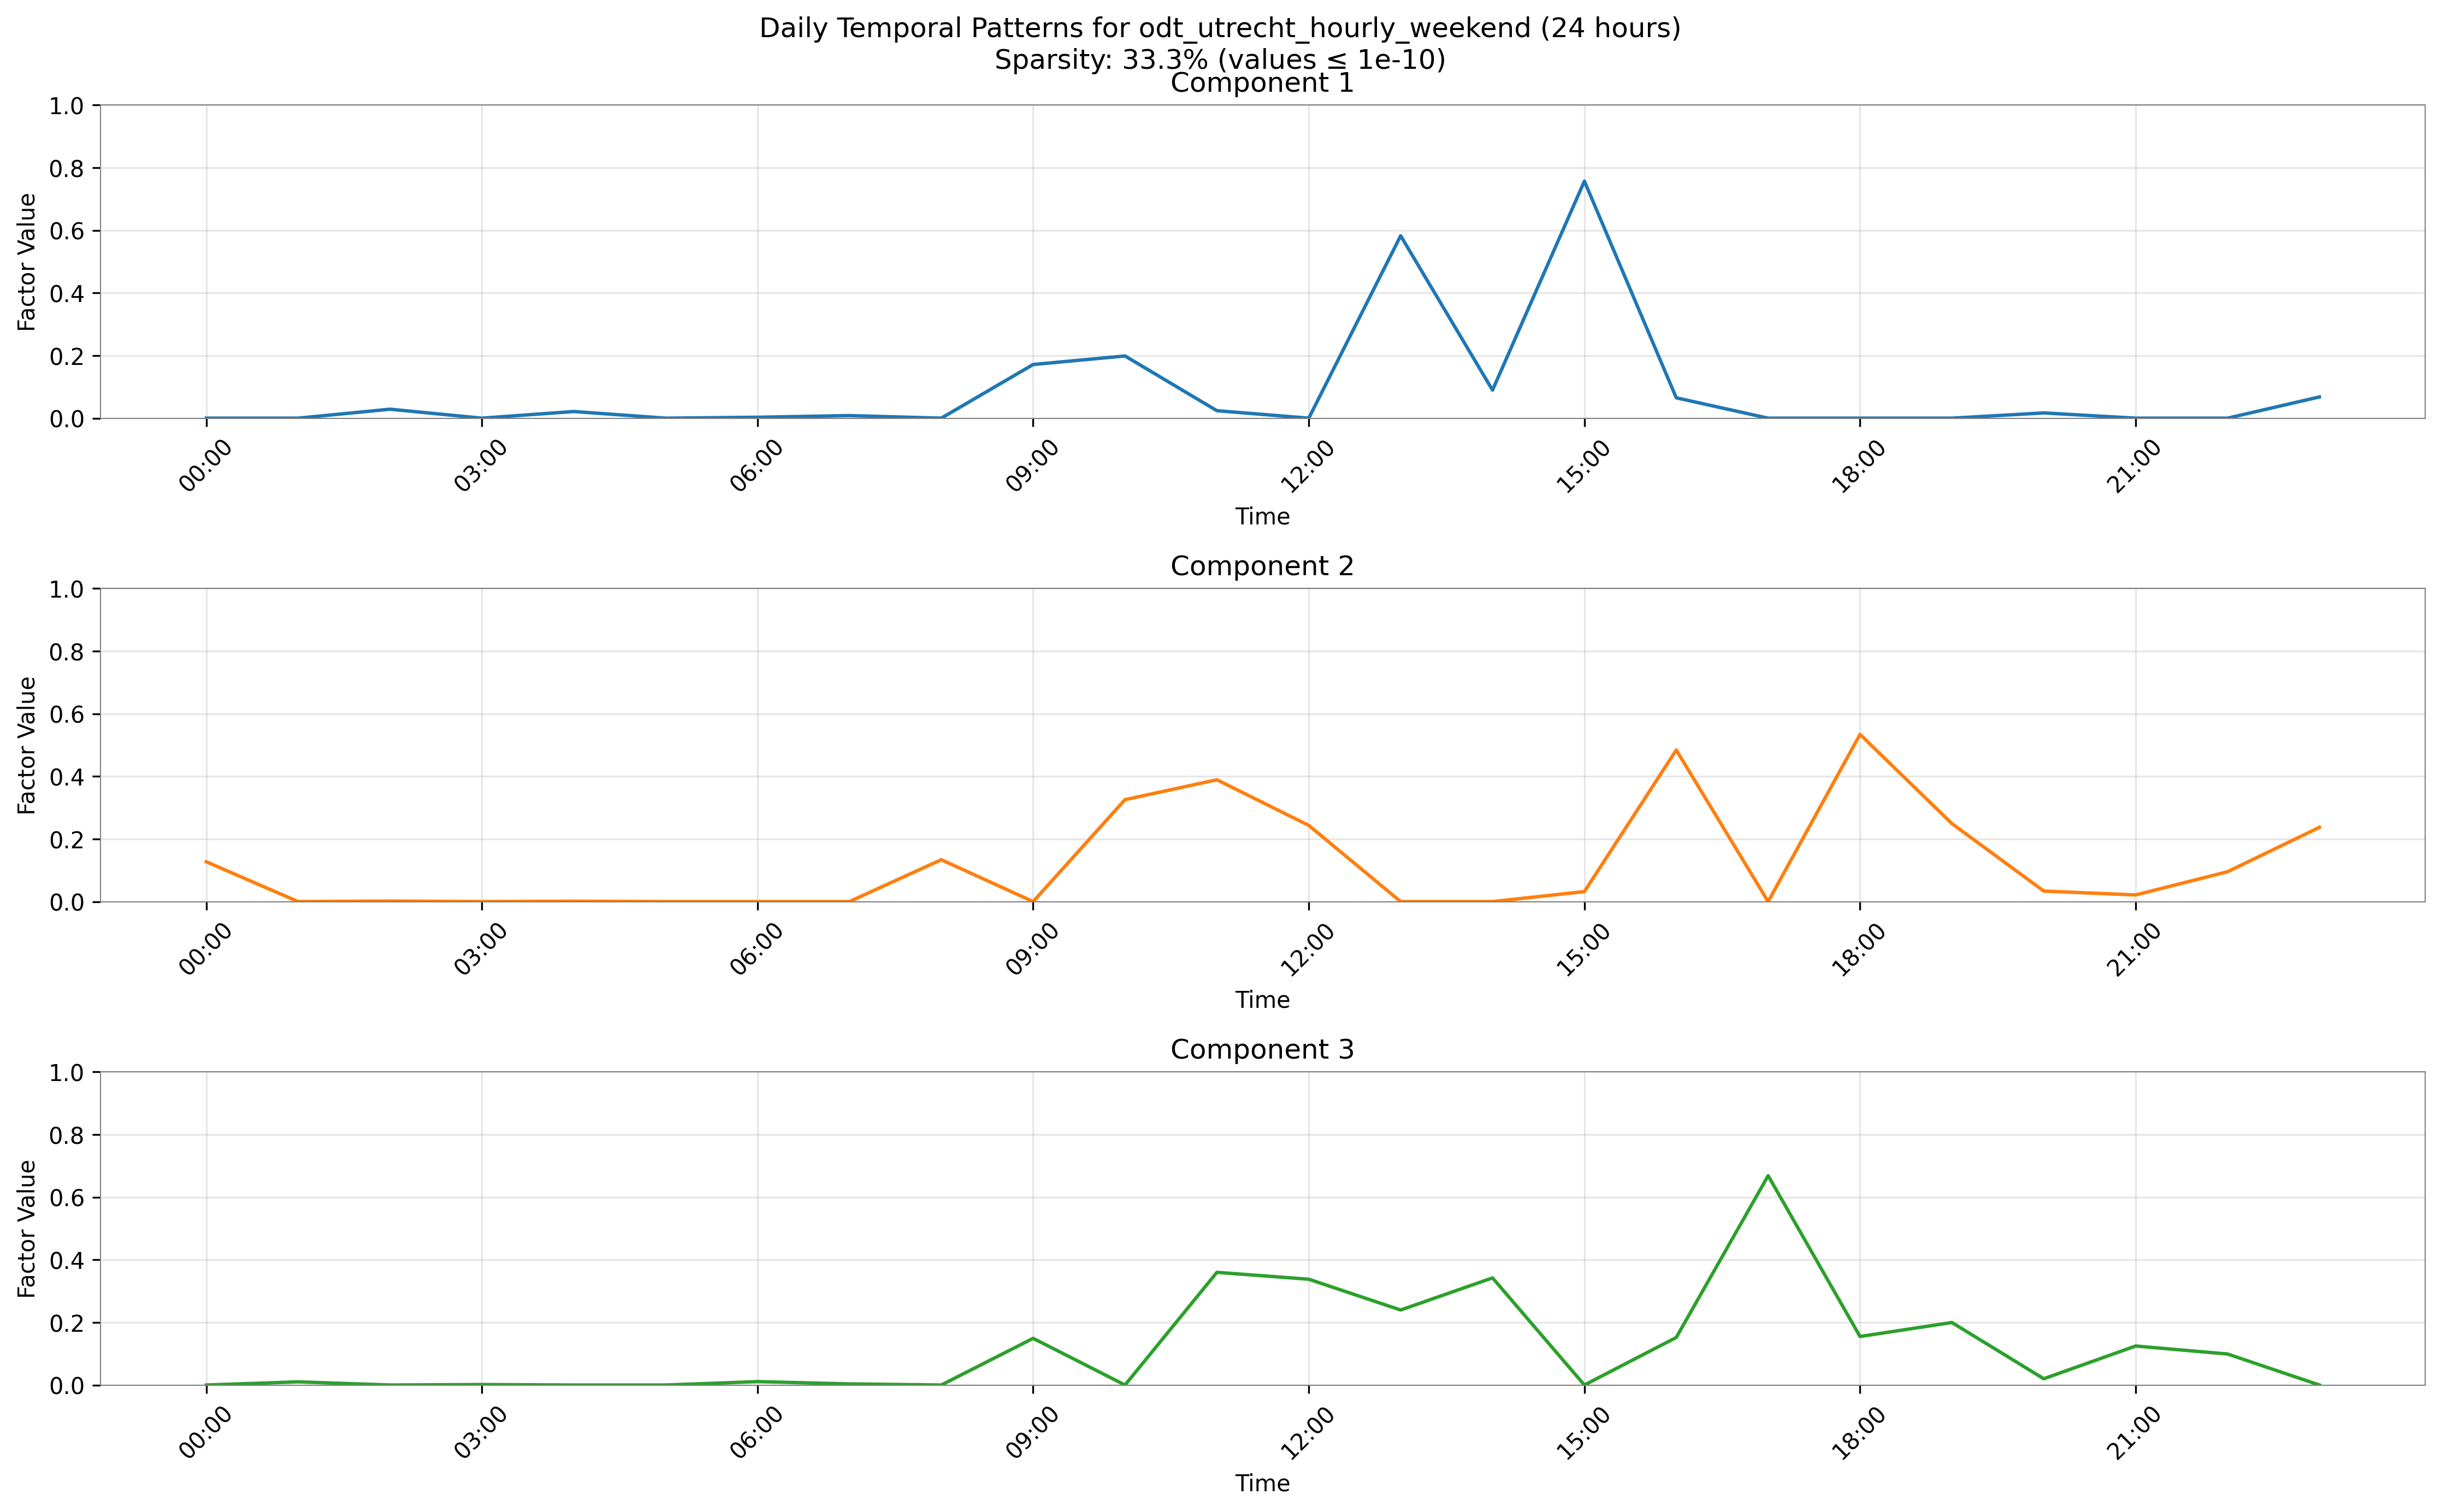 Daily Temporal Patterns for odt_utrecht_hourly_weekend (24 hours)
Sparsity: 33.3% (values ≤ 1e-10)
Component 1
Factor Value
1.0
0.8
0.6
0.4
0.2
0.0
00:00 03:00 06:00 09:00 12:00 15:00 18:00 21:00
Time
Component 2
Factor Value
1.0
0.8
0.6
0.4
0.2
0.0
00:00 03:00 06:00 09:00 12:00 15:00 18:00 21:00
Time
Component 3
Factor Value
1.0
0.8
0.6
0.4
0.2
0.0
00:00 03:00 06:00 09:00 12:00 15:00 18:00 21:00
Time